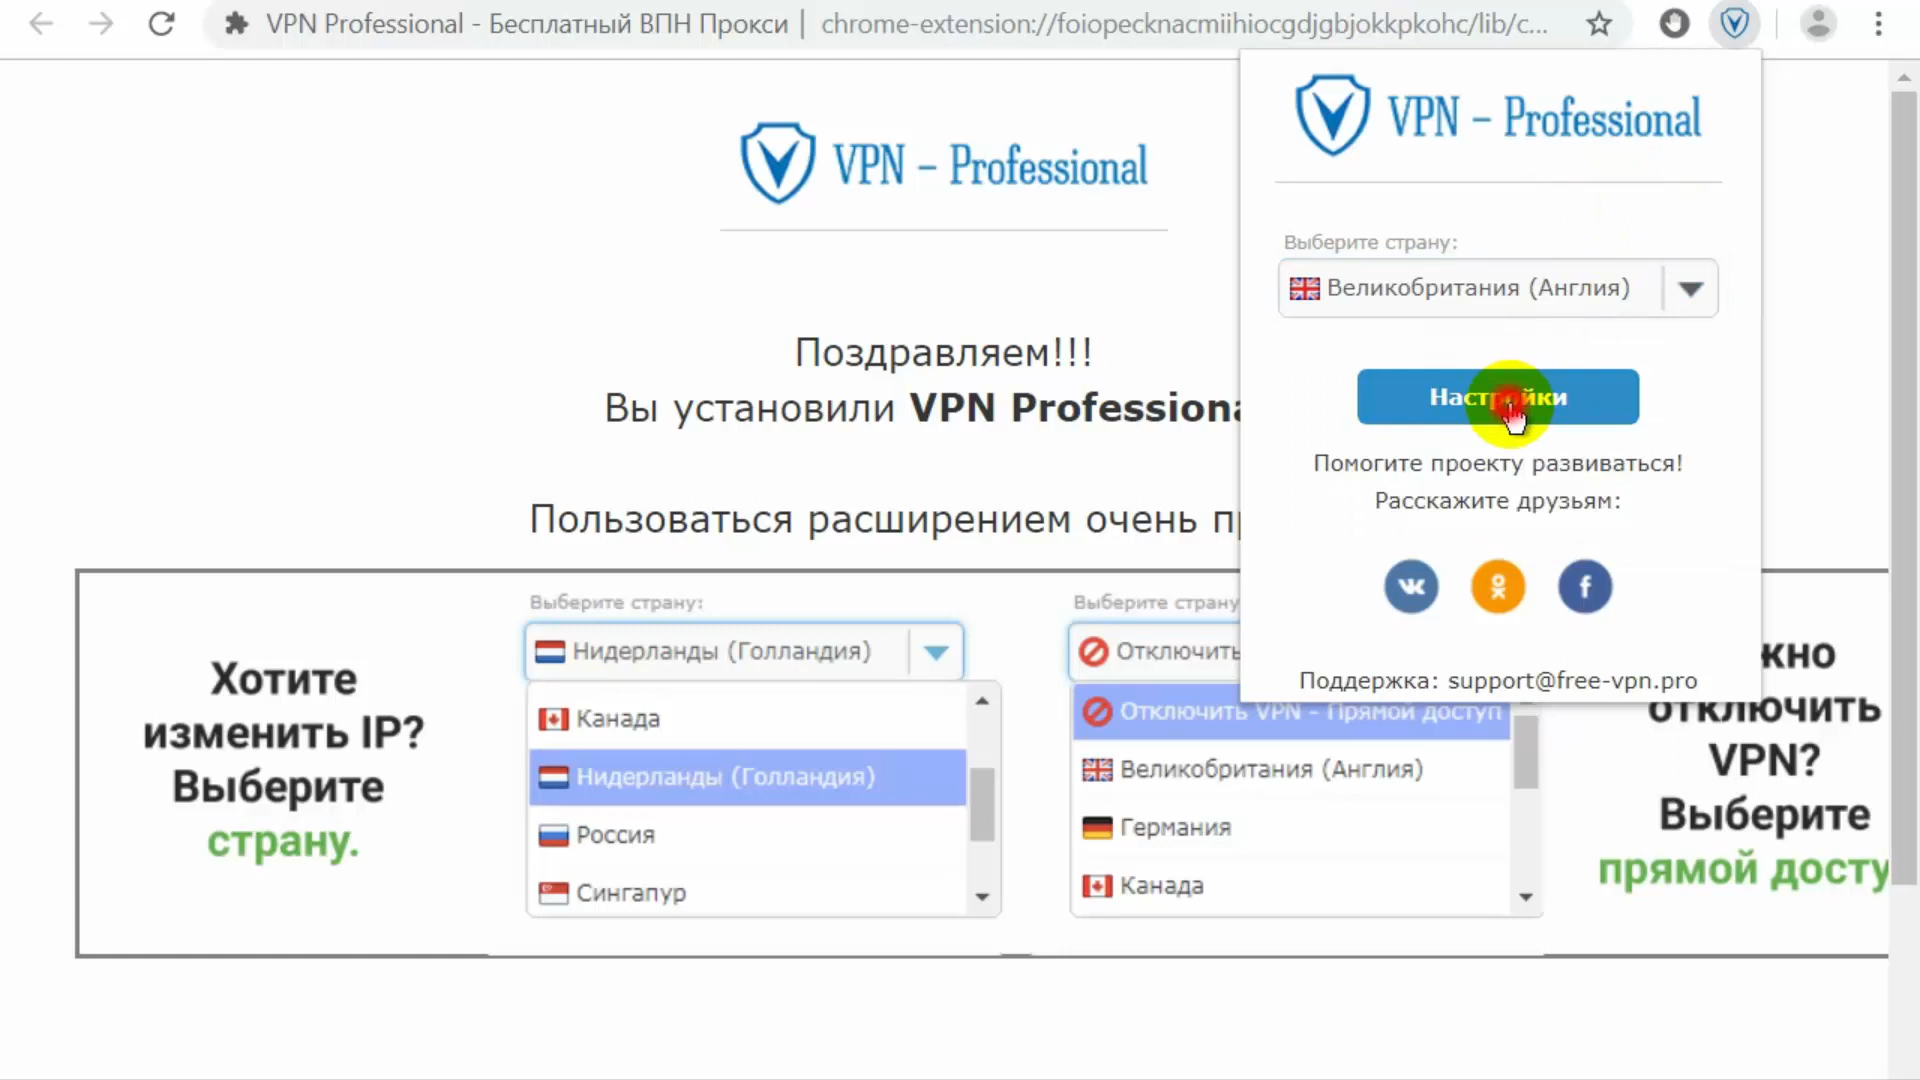 VPN Professional - Бесплатный ВПН Прокси | chrome-extension://foiopecknacmiihiocgdjgbjokkpkohc/lib/c...
VPN – Professional
Поздравляем!!!
Вы установили VPN Professiona
Пользоваться расширением очень п
Хотите
изменить IP?
Выберите
страну.
Выберите страну:
Нидерланды (Голландия)
Канада
Нидерланды (Голландия)
Россия
Сингапур
Выберите страну
Отключить
Отключить VPN - Прямой доступ
Великобритания (Англия)
Германия
Канада
жно
отключить
VPN?
Выберите
прямой досту
VPN – Professional
Выберите страну:
Великобритания (Англия)
Настройки
Помогите проекту развиваться!
Расскажите друзьям:
Поддержка: support@free-vpn.pro